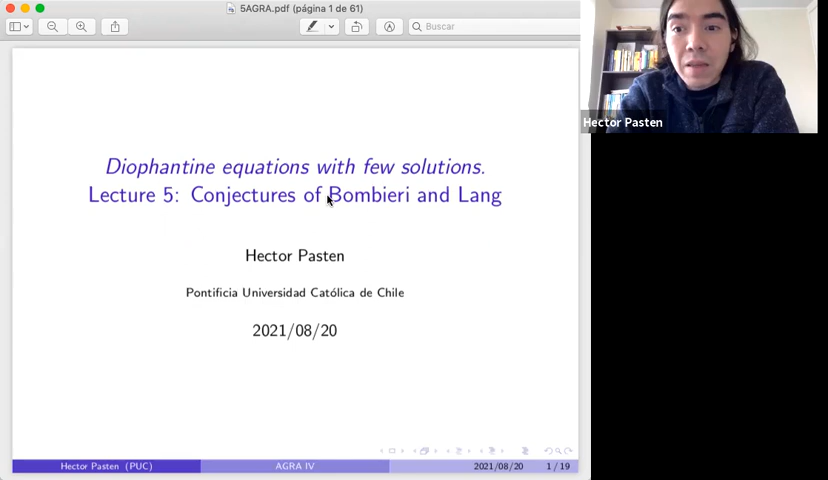 5AGRA.pdf (página 1 de 61)
Buscar
Hector Pasten
Diophantine equations with few solutions.
Lecture 5: Conjectures of Bombieri and Lang
Hector Pasten
Pontificia Universidad Católica de Chile
2021/08/20
Hector Pasten (PUC) AGRA IV 2021/08/20 1 / 19